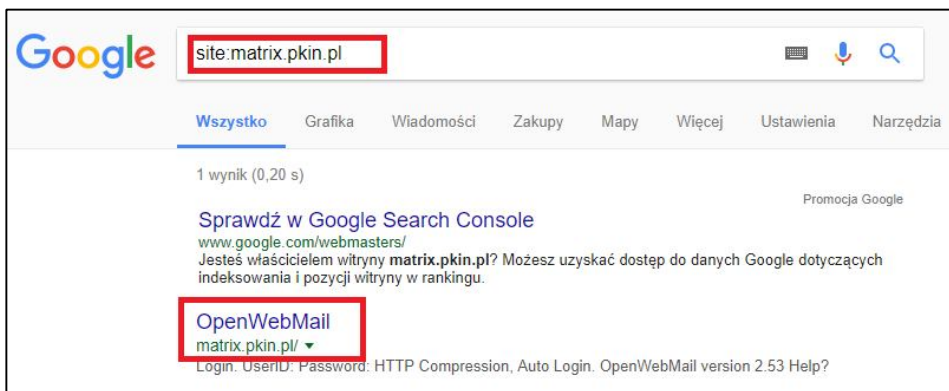 Google
site:matrix.pkin.pl
Wszystko Grafika Wiadomości Zakupy Mapy Więcej Ustawienia Narzędzia
1 wynik (0,20 s)
Promocja Google
Sprawdź w Google Search Console
www.google.com/webmasters/
Jesteś właścicielem witryny matrix.pkin.pl? Możesz uzyskać dostęp do danych Google dotyczących
indeksowania i pozycji witryny w rankingu.
OpenWebMail
matrix.pkin.pl/
Login. UserID: Password: HTTP Compression, Auto Login. OpenWebMail version 2.53 Help?